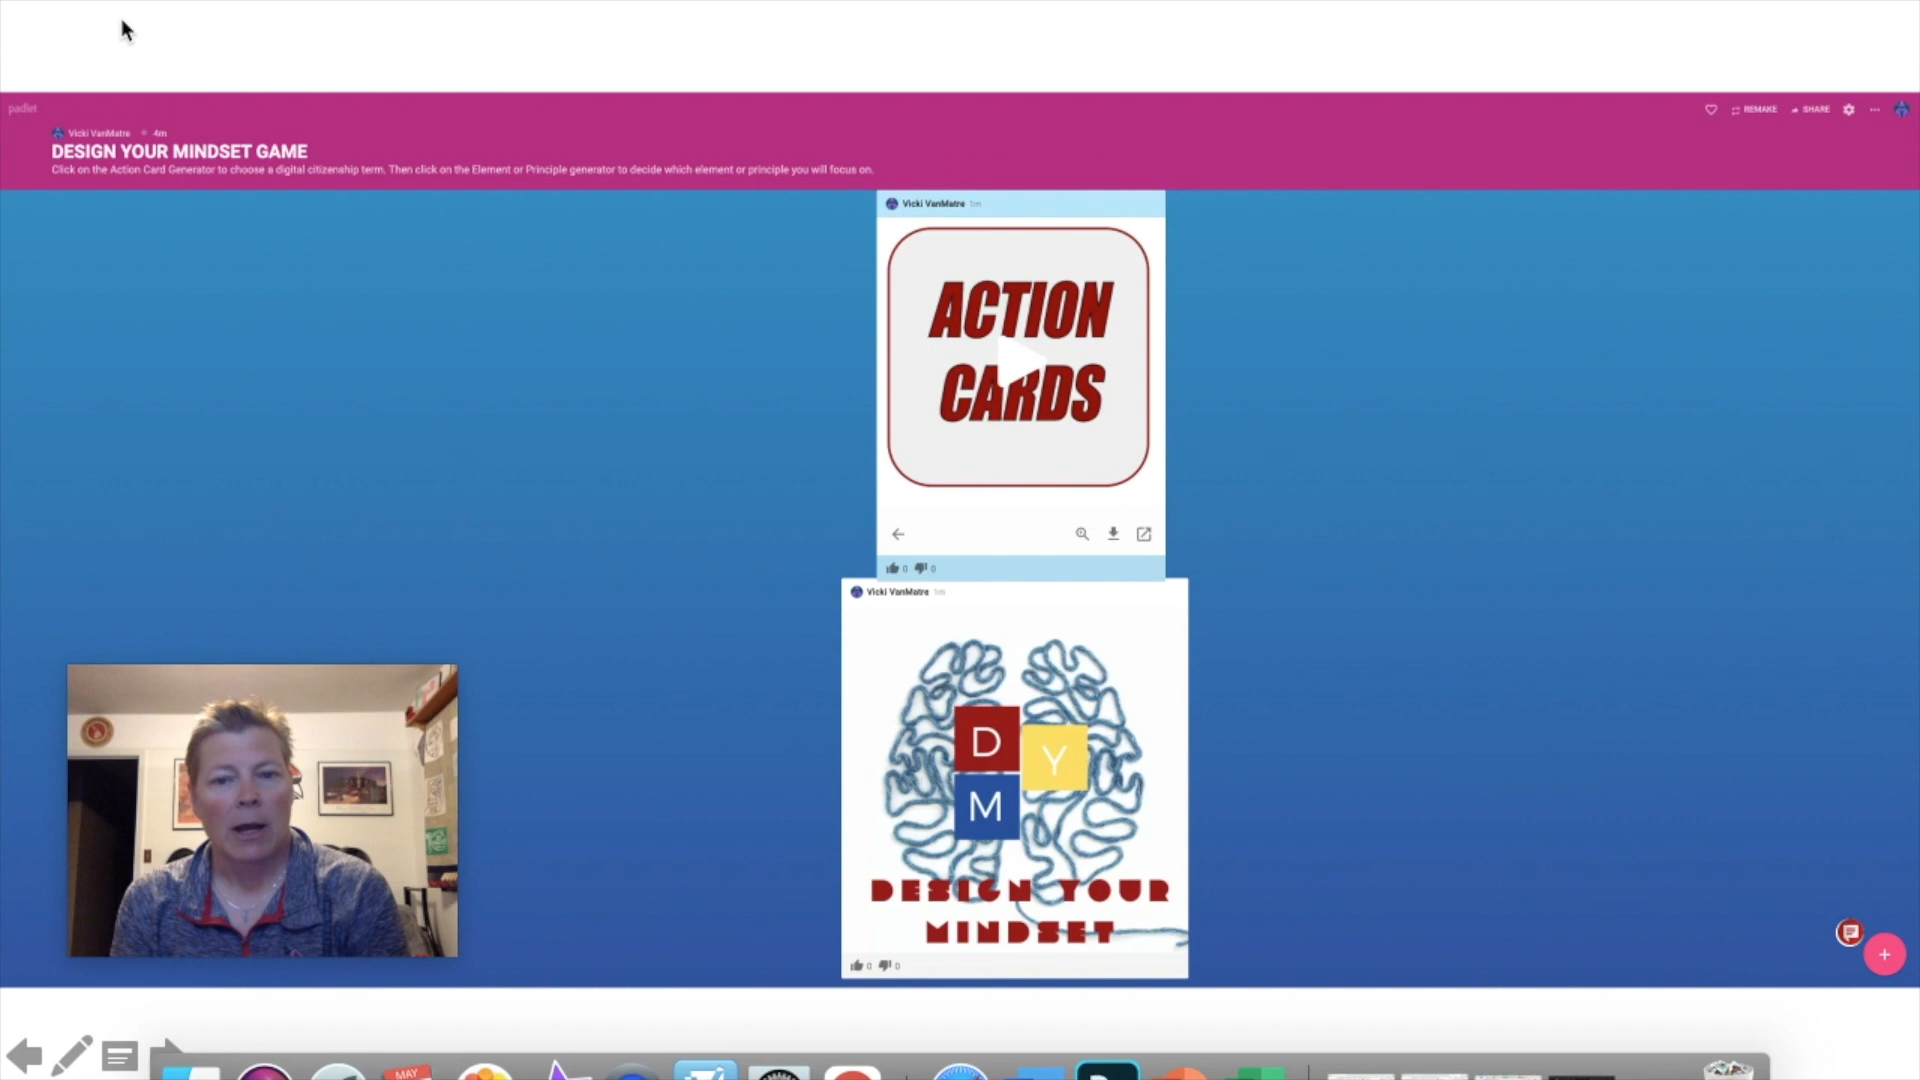 padlet
REMAKE
SHARE
Vicki VanMatre 4m
DESIGN YOUR MINDSET GAME
Click on the Action Card Generator to choose a digital citizenship term. Then click on the Element or Principle generator to decide which element or principle you will focus on.
Vicki VanMatre 1m
ACTION
CARDS
0 0
Vicki VanMatre 1m
D
Y
M
DESIGN YOUR
MINDSET
0 0
MAY